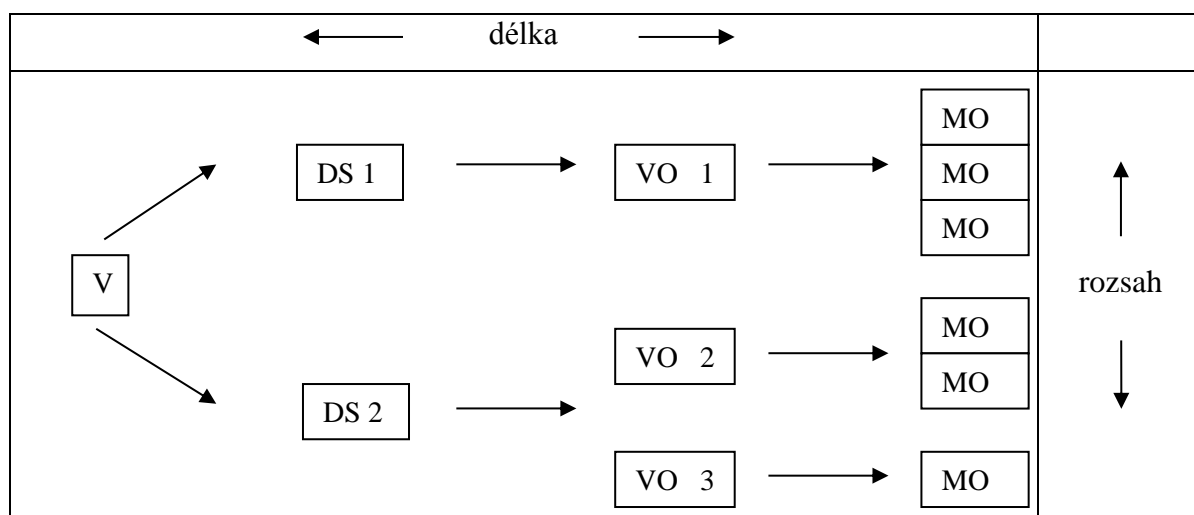 délka
MO
DS 1
VO 1
MO
MO
V
rozsah
MO
VO 2
MO
DS 2
VO 3
MO